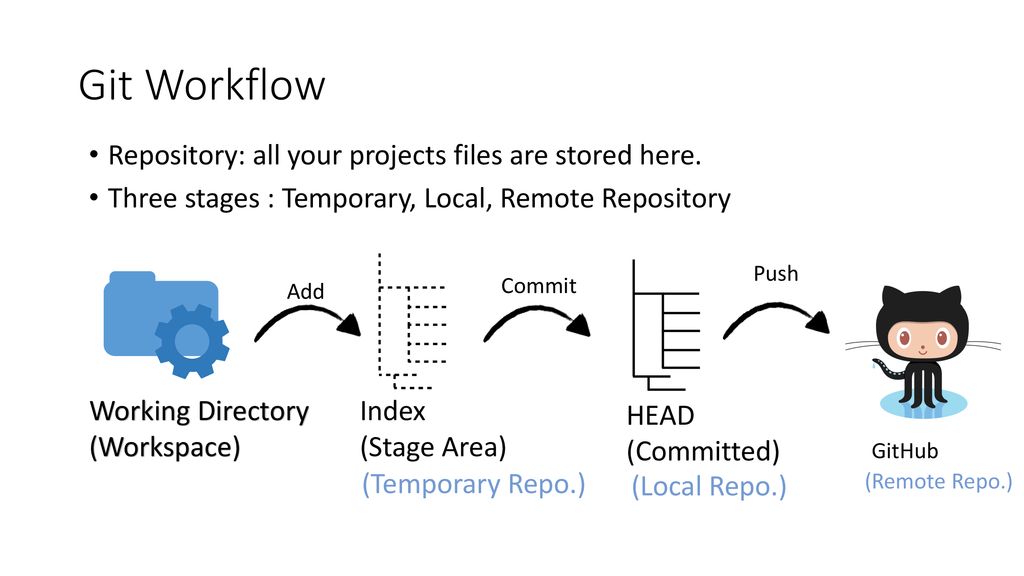 Git Workflow
• Repository: all your projects files are stored here.
• Three stages : Temporary, Local, Remote Repository
Add
Commit
Push
Working Directory
(Workspace)
Index
(Stage Area)
(Temporary Repo.)
HEAD
(Committed)
(Local Repo.)
GitHub
(Remote Repo.)